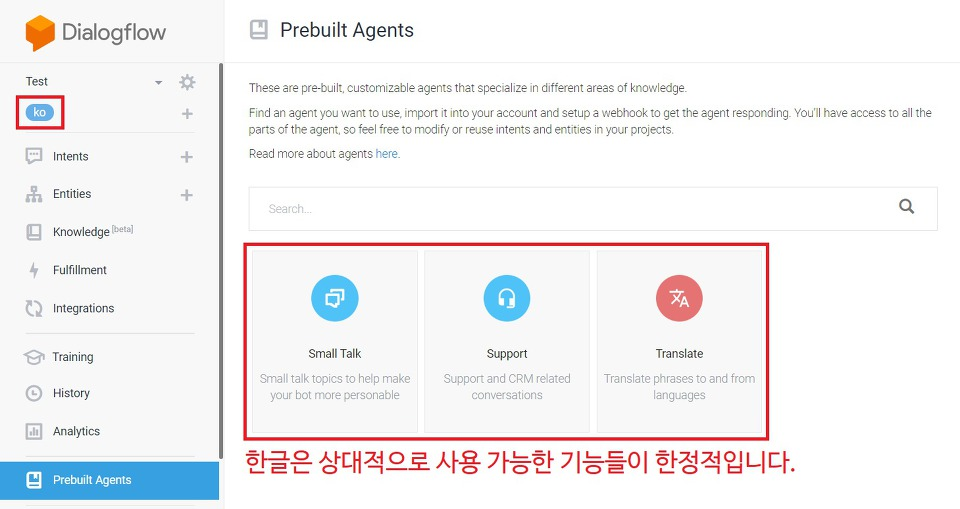 Dialogflow
Test
ko
Intents
Entities
Knowledge [beta]
Fulfillment
Integrations
Training
History
Analytics
Prebuilt Agents
Prebuilt Agents
These are pre-built, customizable agents that specialize in different areas of knowledge.
Find an agent you want to use, import it into your account and setup a webhook to get the agent responding. You'll have access to all the
parts of the agent, so feel free to modify or reuse intents and entities in your projects.
Read more about agents here.
Search...
Small Talk
Small talk topics to help make
your bot more personable
Support
Support and CRM related
conversations
Translate
Translate phrases to and from
languages
한글은 상대적으로 사용 가능한 기능들이 한정적입니다.